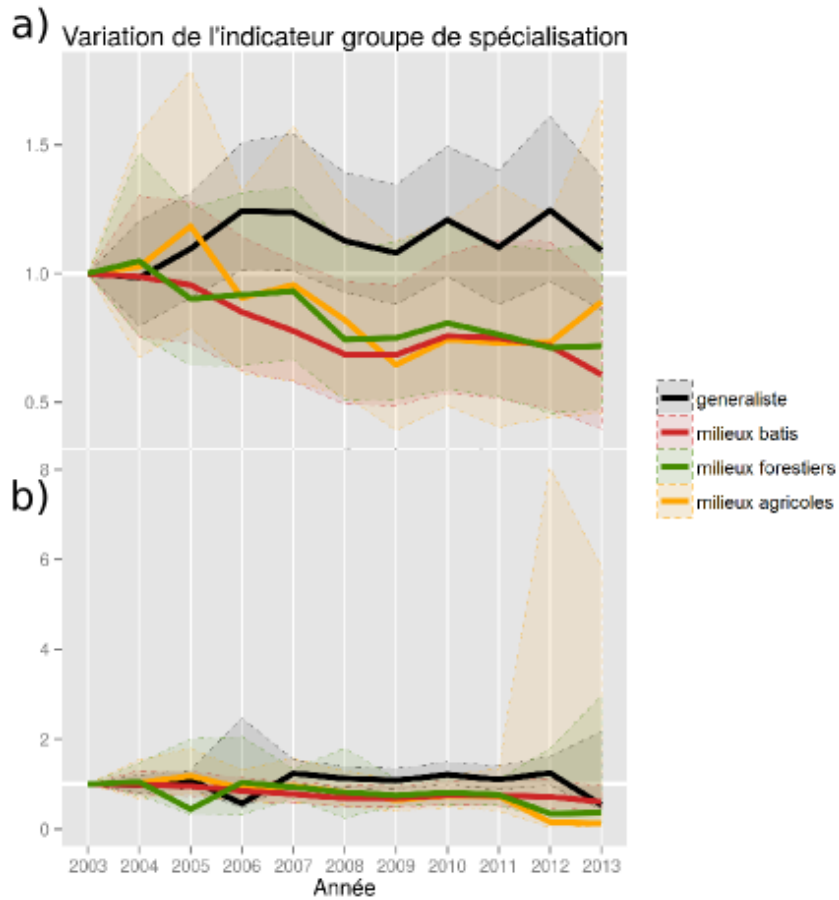 a)
Variation de l'indicateur groupe de spécialisation
1.5
1.0
0.5
generaliste
milieux batis
milieux forestiers
milieux agricoles
b)
8
6
4
2
0
2003 2004 2005 2006 2007 2008 2009 2010 2011 2012 2013
Année